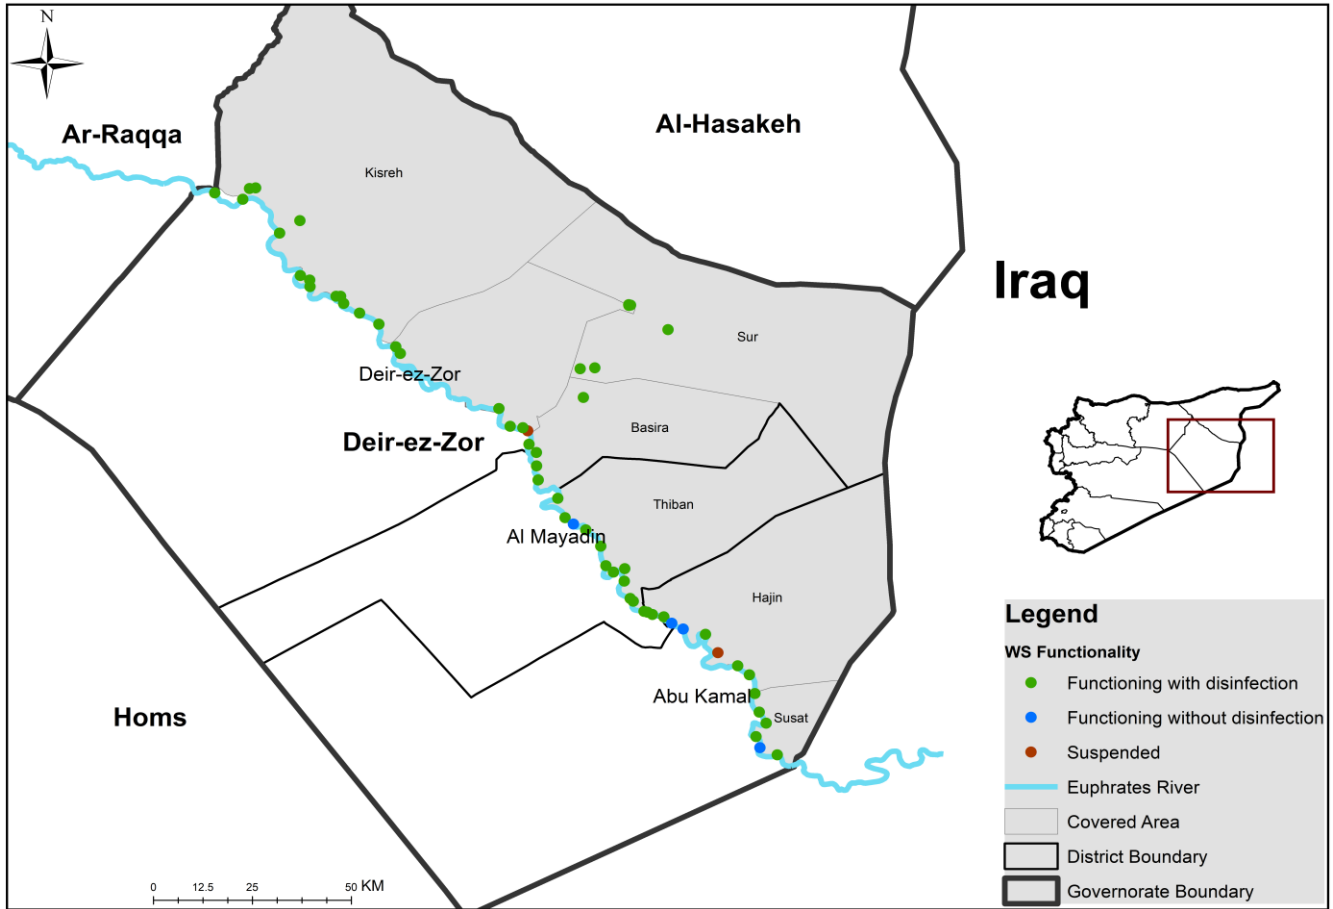 N
Ar-Raqqa
Al-Hasakeh
Kisreh
Iraq
Sur
Deir-ez-Zor
Basira
Deir-ez-Zor
Thiban
Al Mayadin
Hajin
Abu Kamal
Susat
Homs
0 12.5 25 50 KM
Legend
WS Functionality
Functioning with disinfection
Functioning without disinfection
Suspended
Euphrates River
Covered Area
District Boundary
Governorate Boundary